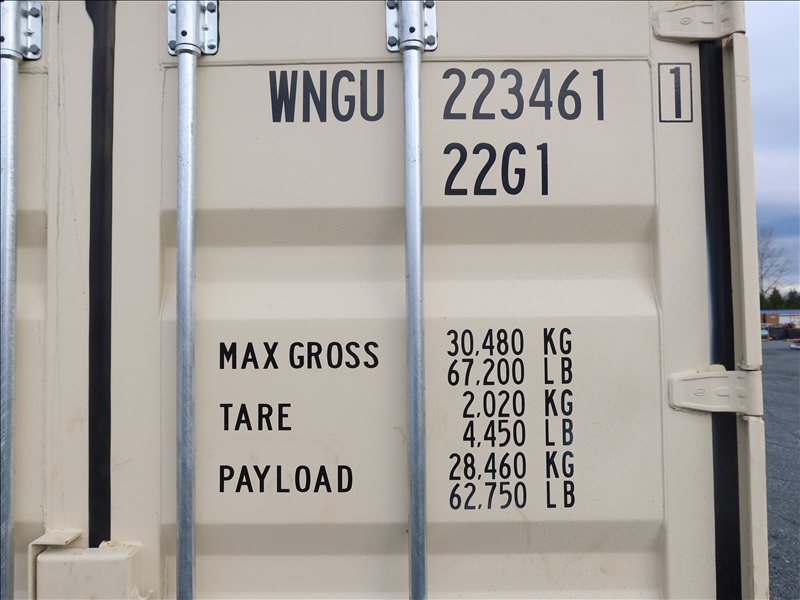 WNGU 223461 1
22G1
MAX GROSS 30,480 KG
67,200 LB
TARE 2,020 KG
4,450 LB
PAYLOAD 28,460 KG
62,750 LB